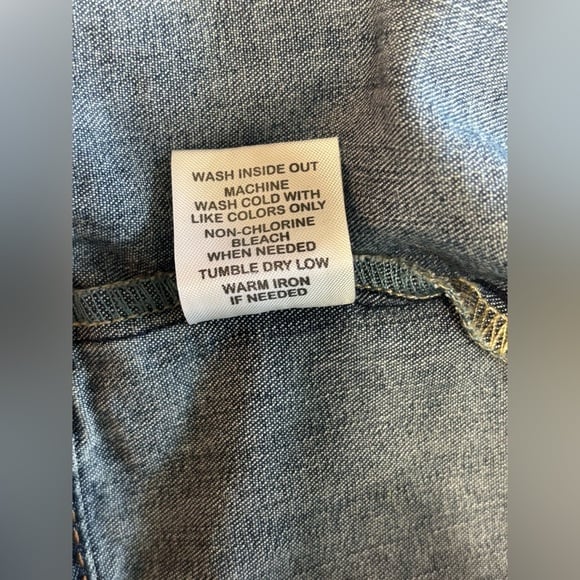 WASH INSIDE OUT
MACHINE
WASH COLD WITH
LIKE COLORS ONLY
NON-CHLORINE
BLEACH
WHEN NEEDED
TUMBLE DRY LOW
WARM IRON
IF NEEDED